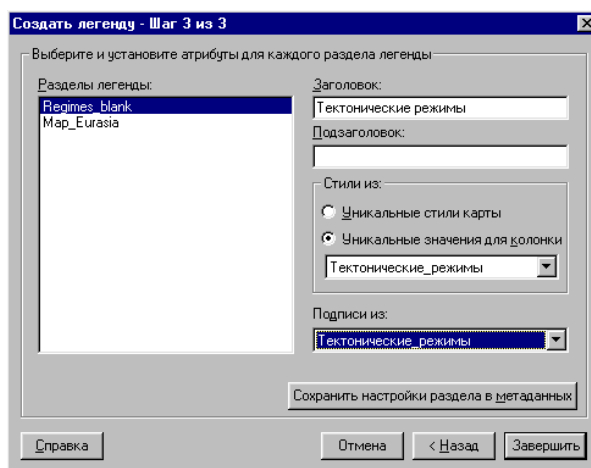 Создать легенду - Шаг 3 из 3
Выберите и установите атрибуты для каждого раздела легенды
Разделы легенды:
Regimes_blank
Map_Eurasia
Заголовок:
Тектонические режимы
Подзаголовок:
Стили из:
Уникальные стили карты
Уникальные значения для колонки
Тектонические_режимы
Подписи из:
Тектонические_режимы
Сохранить настройки раздела в метаданных
Справка
Отмена
< Назад
Завершить